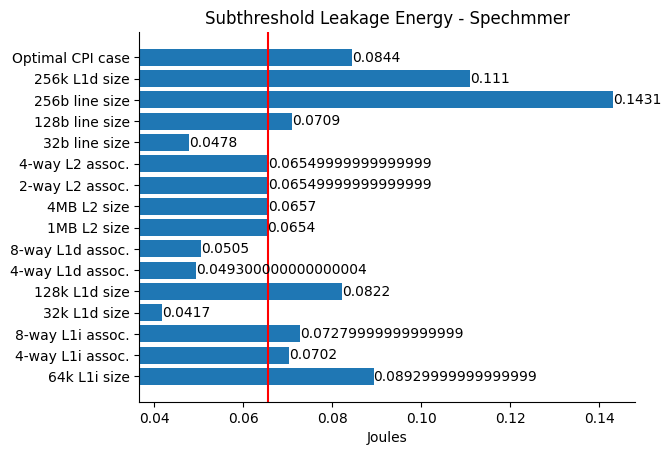 Subthreshold Leakage Energy - Spechmmer
Optimal CPI case 0.0844
256k L1d size 0.111
256b line size 0.1431
128b line size 0.0709
32b line size 0.0478
4-way L2 assoc. 0.06549999999999999
2-way L2 assoc. 0.06549999999999999
4MB L2 size 0.0657
1MB L2 size 0.0654
8-way L1d assoc. 0.0505
4-way L1d assoc. 0.049300000000000004
128k L1d size 0.0822
32k L1d size 0.0417
8-way L1i assoc. 0.07279999999999999
4-way L1i assoc. 0.0702
64k L1i size 0.08929999999999999
0.04 0.06 0.08 0.10 0.12 0.14
Joules